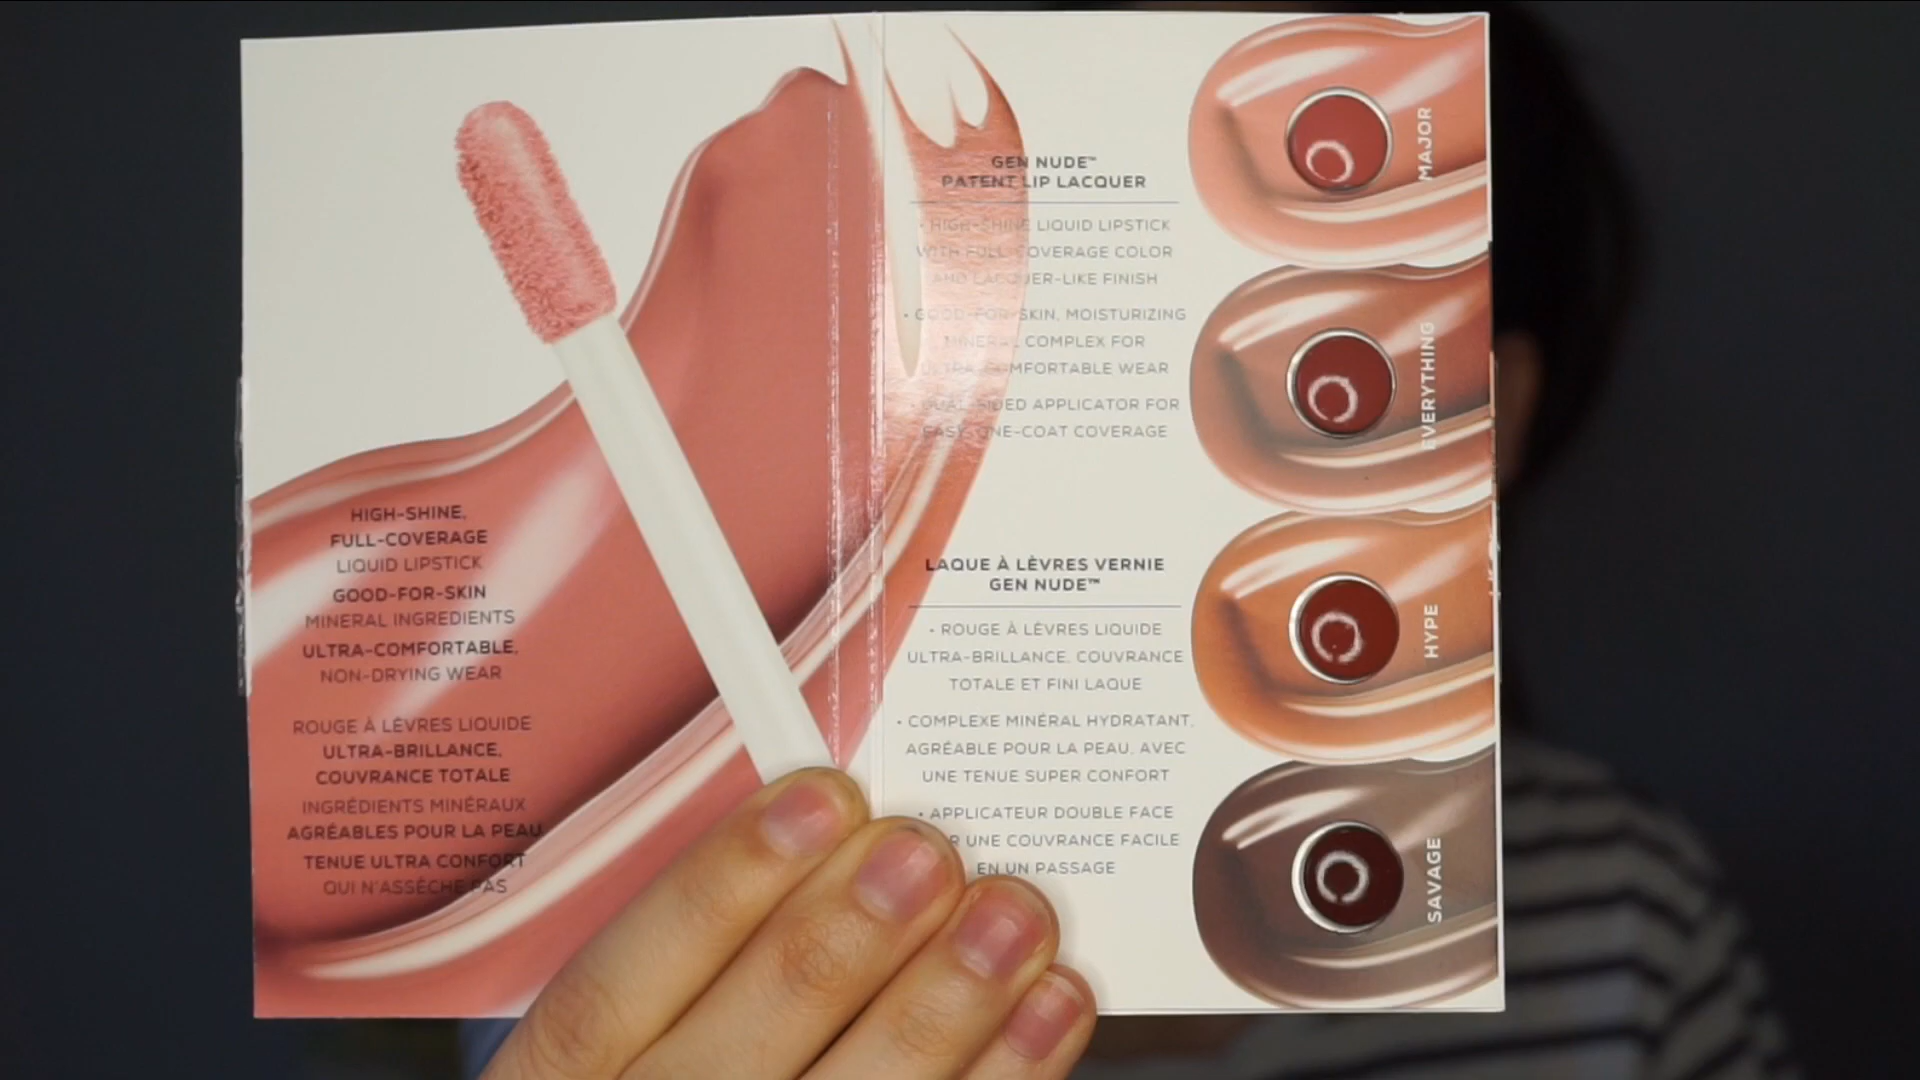 HIGH-SHINE,
FULL-COVERAGE
LIQUID LIPSTICK
GOOD-FOR-SKIN
MINERAL INGREDIENTS
ULTRA-COMFORTABLE,
NON-DRYING WEAR
ROUGE À LÈVRES LIQUIDE
ULTRA-BRILLANCE,
COUVRANCE TOTALE
INGRÉDIENTS MINÉRAUX
AGRÉABLES POUR LA PEAU
TENUE ULTRA CONFORT
QUI N'ASSÈCHE PAS
GEN NUDE™
PATENT LIP LACQUER
• HIGH-SHINE LIQUID LIPSTICK
WITH FULL-COVERAGE COLOR
AND LACQUER-LIKE FINISH
• GOOD-FOR-SKIN, MOISTURIZING
MINERAL COMPLEX FOR
ULTRA-COMFORTABLE WEAR
• DUAL-SIDED APPLICATOR FOR
EASY, ONE-COAT COVERAGE
LAQUE À LÈVRES VERNIE
GEN NUDE™
• ROUGE À LÈVRES LIQUIDE
ULTRA-BRILLANCE, COUVRANCE
TOTALE ET FINI LAQUE
• COMPLEXE MINÉRAL HYDRATANT,
AGRÉABLE POUR LA PEAU, AVEC
UNE TENUE SUPER CONFORT
• APPLICATEUR DOUBLE FACE
UNE COUVRANCE FACILE
EN UN PASSAGE
MAJOR
EVERYTHING
HYPE
SAVAGE